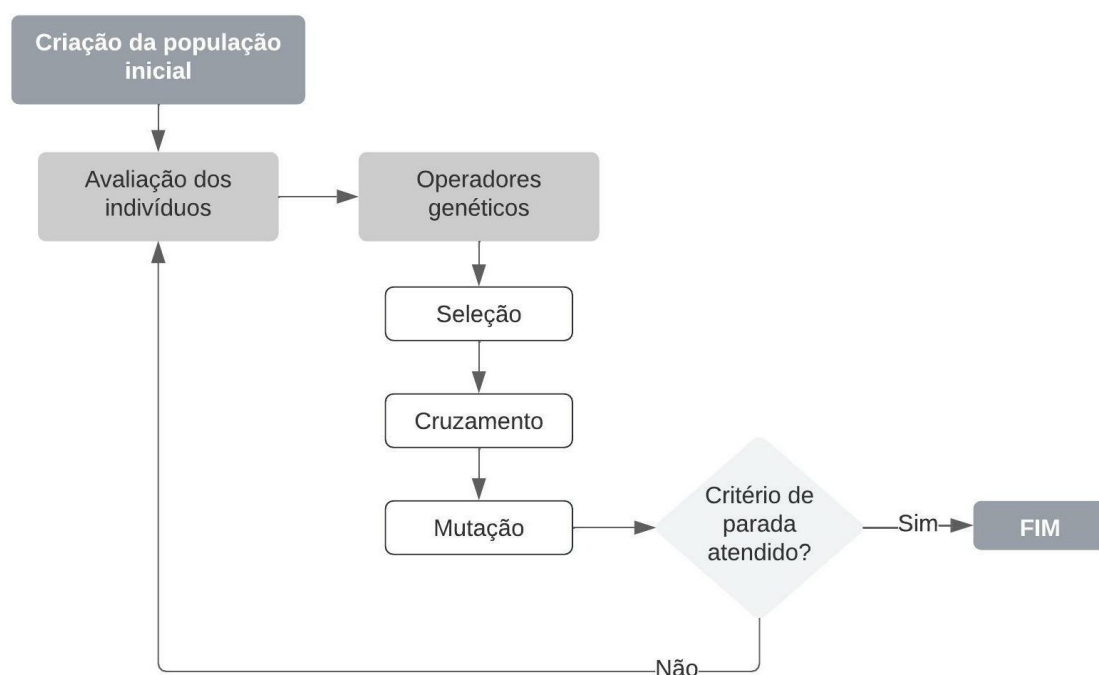 Criação da população
inicial
Avaliação dos
indivíduos
Operadores
genéticos
Seleção
Cruzamento
Mutação
Critério de
parada
atendido?
Sim
FIM
Não